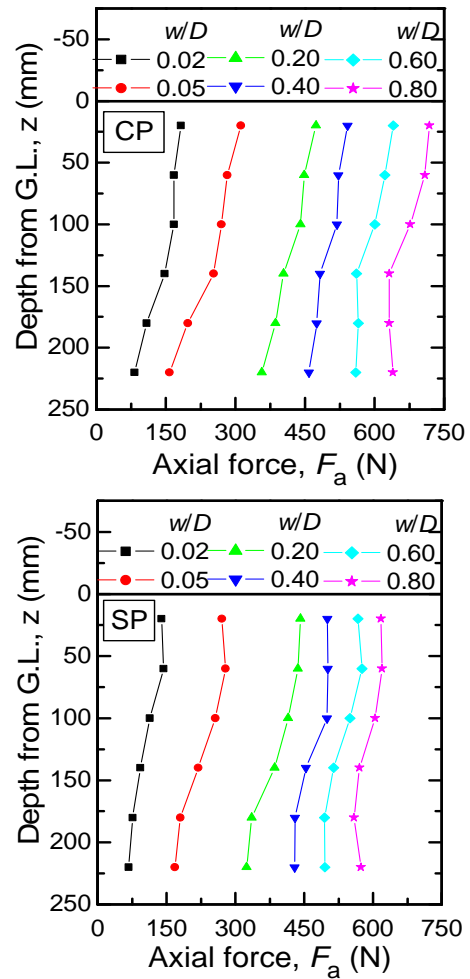 w/D w/D w/D
0.02 0.20 0.60
0.05 0.40 0.80
CP
-50
0
50
100
150
200
250
Depth from G.L., z (mm)
0 150 300 450 600 750
Axial force, Fa (N)
w/D w/D w/D
0.02 0.20 0.60
0.05 0.40 0.80
SP
-50
0
50
100
150
200
250
Depth from G.L., z (mm)
0 150 300 450 600 750
Axial force, Fa (N)